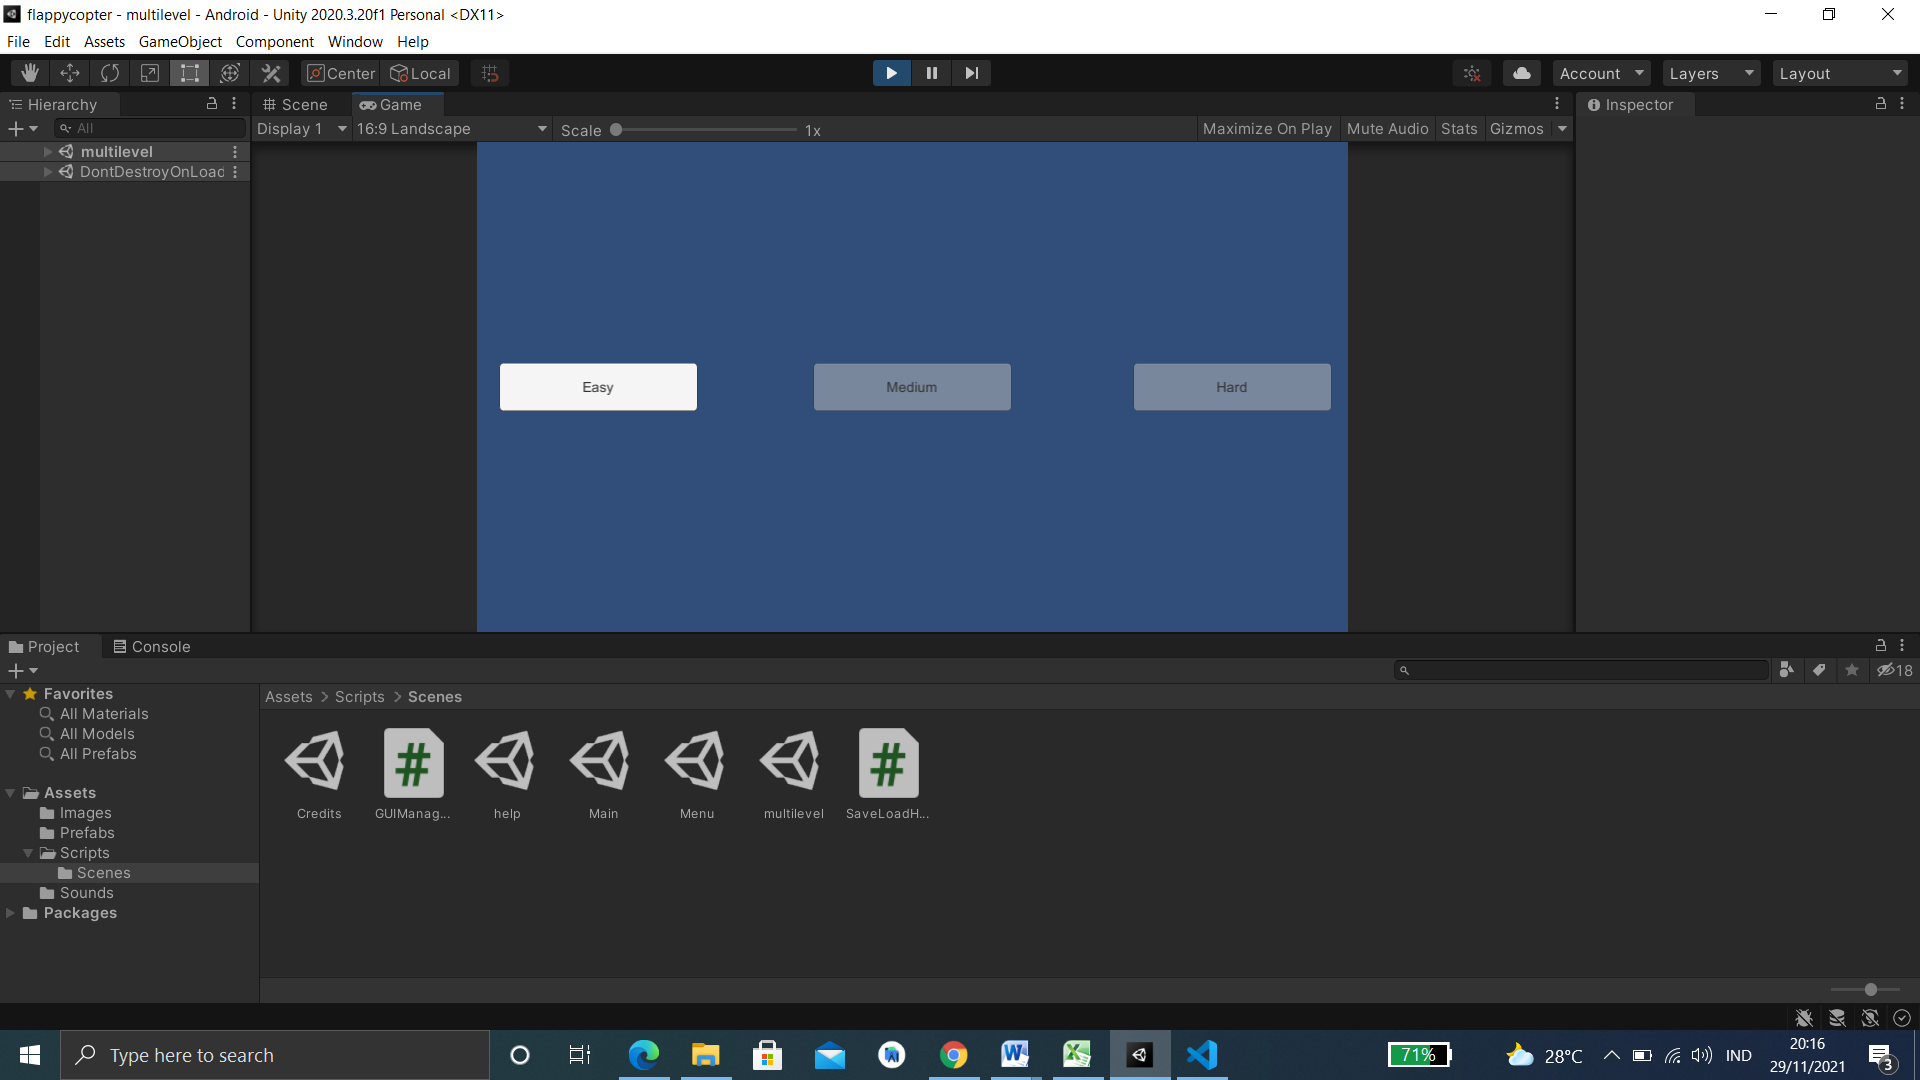 flappycopter - multilevel - Android - Unity 2020.3.20f1 Personal <DX11>
File Edit Assets GameObject Component Window Help
Center Local Account Layers Layout
Hierarchy Scene Game Inspector
All Display 1 16:9 Landscape Scale 1x Maximize On Play Mute Audio Stats Gizmos
multilevel
DontDestroyOnLoad
Easy Medium Hard
Project Console
18
Favorites
Assets > Scripts > Scenes
All Materials
All Models
All Prefabs
Assets
Images
Prefabs
Scripts
Scenes
Sounds
Packages
Credits GUIManag... help Main Menu multilevel SaveLoadH...
Type here to search
71%
28°C
IND
20:16
29/11/2021
3